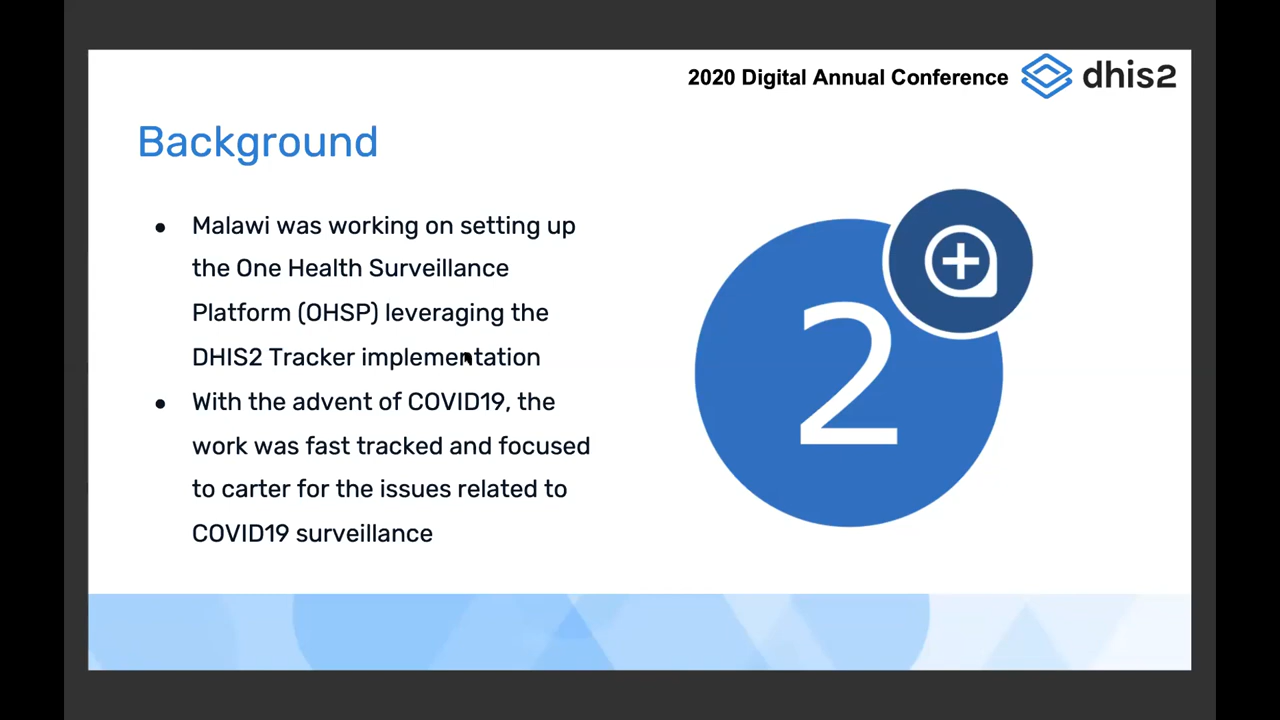 2020 Digital Annual Conference dhis2
Background
● Malawi was working on setting up
the One Health Surveillance
Platform (OHSP) leveraging the
DHIS2 Tracker implementation
● With the advent of COVID19, the
work was fast tracked and focused
to carter for the issues related to
COVID19 surveillance
2